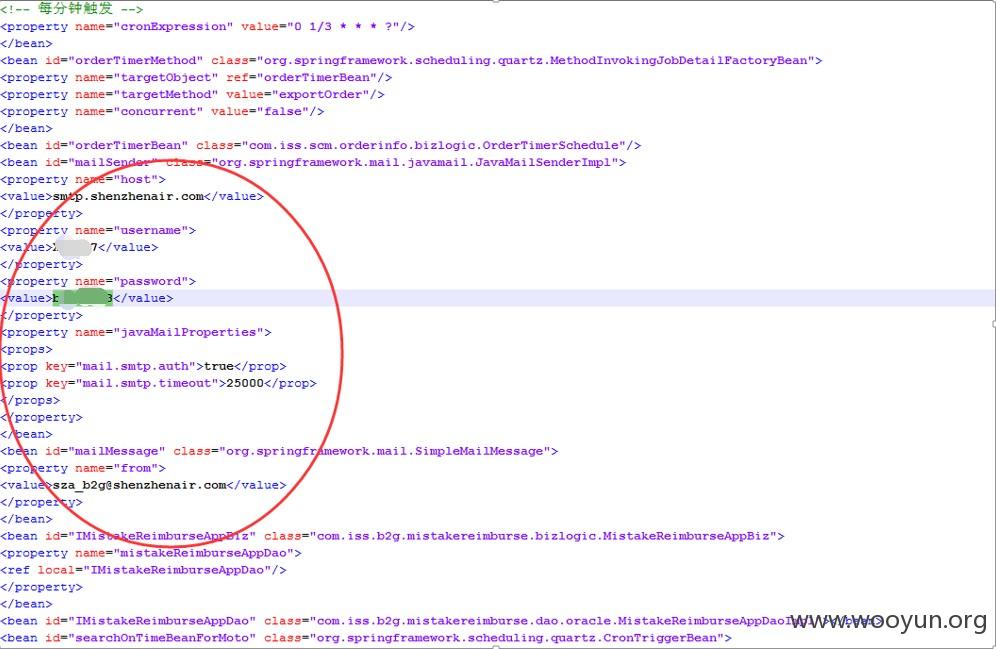 <!-- 每分钟触发 -->
<property name="cronExpression" value="0 1/3 * * * ?"/>
</bean>
<bean id="orderTimerMethod" class="org.springframework.scheduling.quartz.MethodInvokingJobDetailFactoryBean">
<property name="targetObject" ref="orderTimerBean"/>
<property name="targetMethod" value="exportOrder"/>
<property name="concurrent" value="false"/>
</bean>
<bean id="orderTimerBean" class="com.iss.scm.orderinfo.bizlogic.OrderTimerSchedule"/>
<bean id="mailSender" class="org.springframework.mail.javamail.JavaMailSenderImpl">
<property name="host">
<value>smtp.shenzhenair.com</value>
</property>
<property name="username">
<value>7</value>
</property>
<property name="password">
<value>3</value>
</property>
<property name="javaMailProperties">
<props>
<prop key="mail.smtp.auth">true</prop>
<prop key="mail.smtp.timeout">25000</prop>
</props>
</property>
</bean>
<bean id="mailMessage" class="org.springframework.mail.SimpleMailMessage">
<property name="from">
<value>sza_b2g@shenzhenair.com</value>
</property>
</bean>
<bean id="IMistakeReimburseAppBiz" class="com.iss.b2g.mistakereimburse.bizlogic.MistakeReimburseAppBiz">
<property name="mistakeReimburseAppDao">
<ref local="IMistakeReimburseAppDao"/>
</property>
</bean>
<bean id="IMistakeReimburseAppDao" class="com.iss.b2g.mistakereimburse.dao.oracle.MistakeReimburseAppDaoImpl"></bean>
<bean id="searchOnTimeBeanForMoto" class="org.springframework.scheduling.quartz.CronTriggerBean">
www.wooyun.org